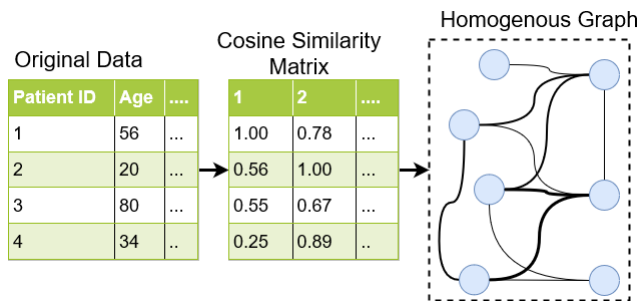 Homogenous Graph
Original Data
Cosine Similarity
Matrix
Patient ID Age ....
1 56 ...
2 20 ...
3 80 ...
4 34 ..
1 2 ....
1.00 0.78 ...
0.56 1.00 ...
0.55 0.67 ...
0.25 0.89 ..